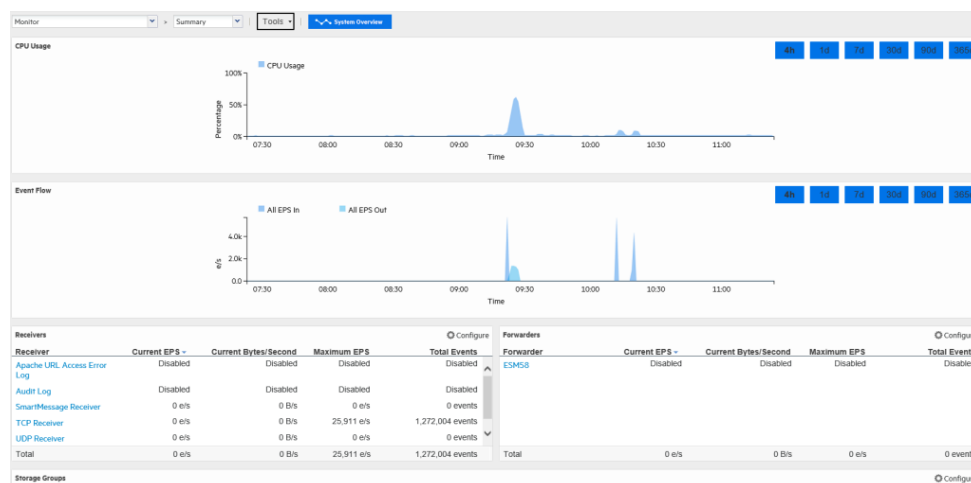 Monitor » Summary Tools System Overview
CPU Usage
4h 1d 7d 30d 90d
CPU Usage
100%
50%
0%
Percentage
07:30 08:00 08:30 09:00 09:30 10:00 10:30 11:00
Time
Event Flow
4h 1d 7d 30d 90d
All EPS In All EPS Out
4.0k
2.0k
0.0
e/s
07:30 08:00 08:30 09:00 09:30 10:00 10:30 11:00
Time
Receivers Configure
Receiver Current EPS Current Bytes/Second Maximum EPS Total Events
Apache URL Access Error Disabled Disabled Disabled Disabled
Log
Audit Log Disabled Disabled Disabled Disabled
SmartMessage Receiver 0 e/s 0 B/s 0 e/s 0 events
TCP Receiver 0 e/s 0 B/s 25,911 e/s 1,272,004 events
UDP Receiver 0 e/s 0 B/s 0 e/s 0 events
Total 0 e/s 0 B/s 25,911 e/s 1,272,004 events
Forwarders Configu
Forwarder Current EPS Current Bytes/Second Maximum EPS Total Event
ESM58 Disabled Disabled Disabled Disable
Total 0 e/s 0 B/s 0 e/s 0 event
Storage Groups Configu